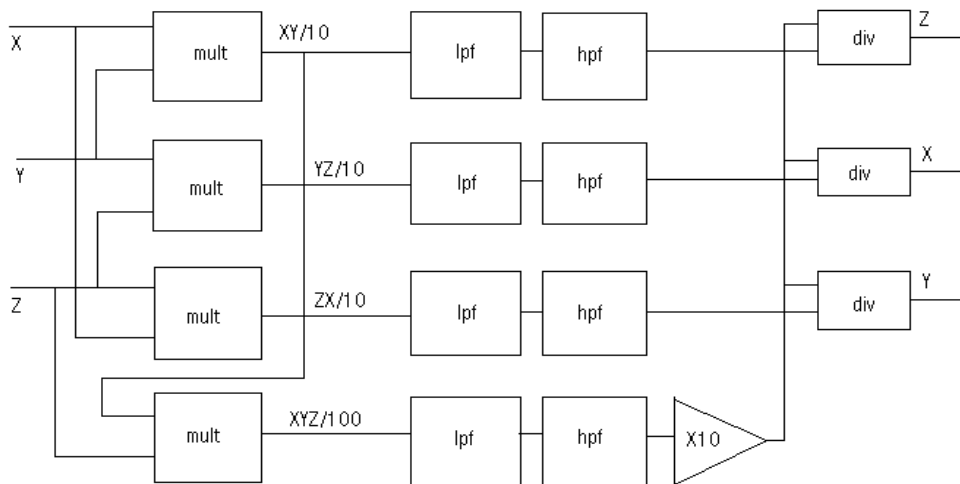 X
mult
XY/10
lpf
hpf
div
Z
Y
mult
YZ/10
lpf
hpf
div
X
Z
mult
ZX/10
lpf
hpf
div
Y
mult
XYZ/100
lpf
hpf
X10